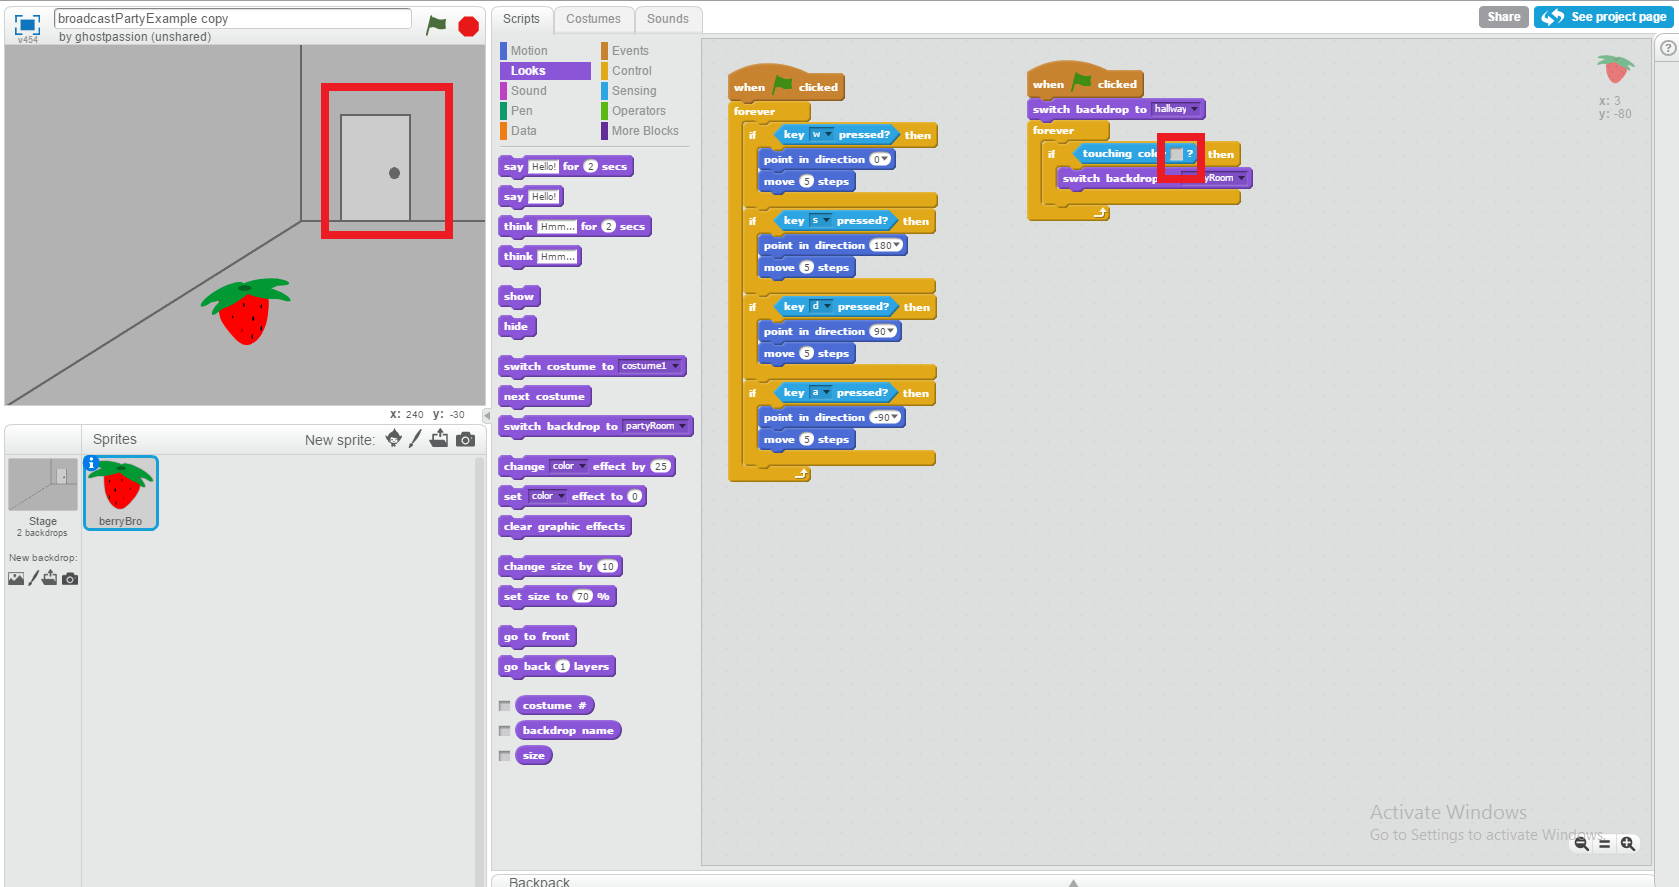 broadcastPartyExample copy
by ghostpassion (unshared)
v454
Scripts
Costumes
Sounds
Share
See project page
?
Motion
Looks
Sound
Pen
Data
Events
Control
Sensing
Operators
More Blocks
say Hello! for 2 secs
say Hello!
think Hmm... for 2 secs
think Hmm...
show
hide
switch costume to costume1
next costume
switch backdrop to partyRoom
change color effect by 25
set color effect to 0
clear graphic effects
change size by 10
set size to 70 %
go to front
go back 1 layers
costume #
backdrop name
size
when clicked
forever
if key w pressed? then
point in direction 0
move 5 steps
if key s pressed? then
point in direction 180
move 5 steps
if key d pressed? then
point in direction 90
move 5 steps
if key a pressed? then
point in direction -90
move 5 steps
when clicked
switch backdrop to hallway
forever
if touching colo ? then
switch backdrop yRoom
x: 3
y: -80
x: 240 y: -30
Sprites
New sprite:
Stage
2 backdrops
New backdrop:
i
berryBro
Activate Windows
Go to Settings to activate Windows.
Backpack